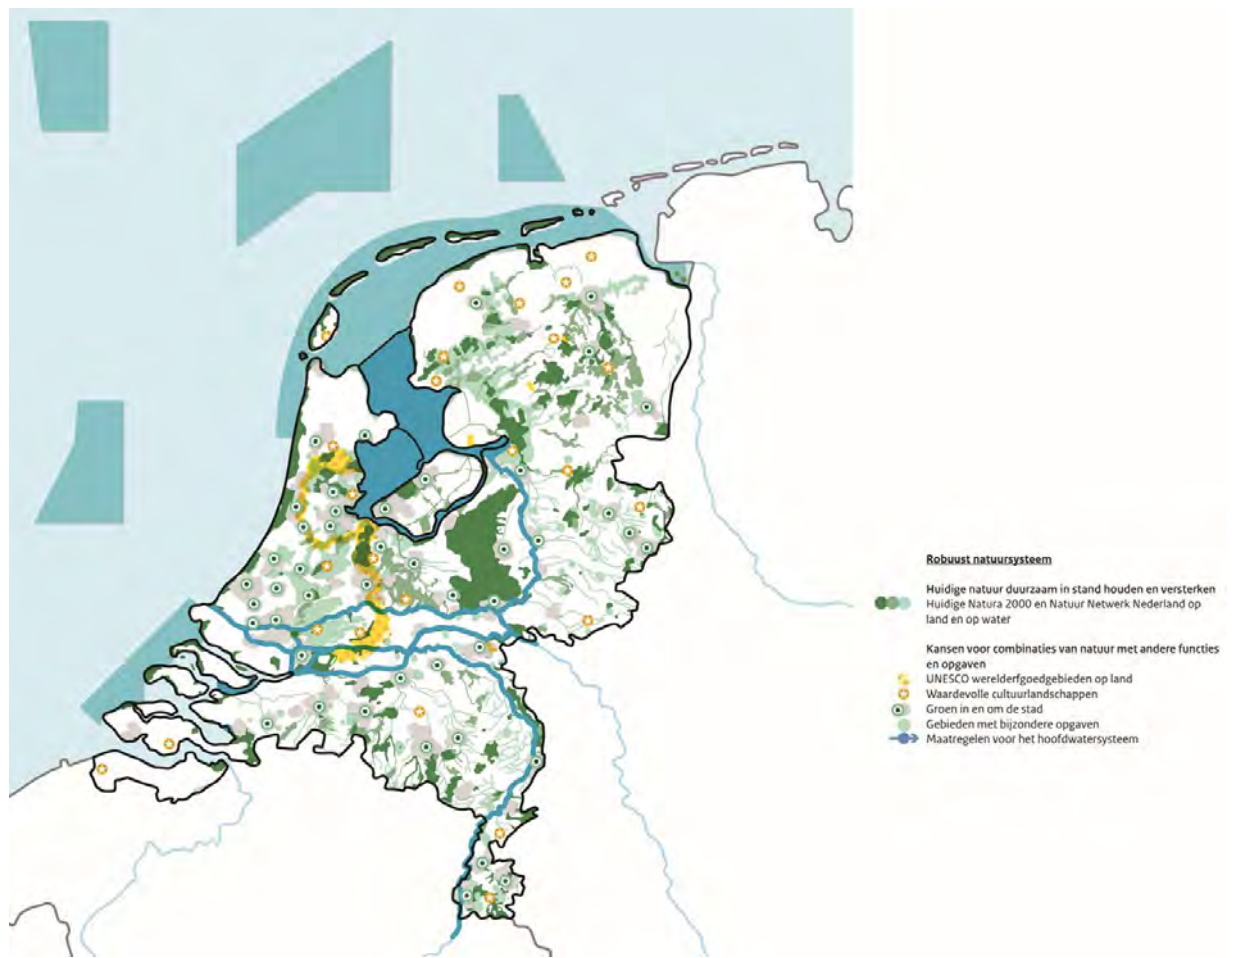 Robuust natuursysteem
Huidige natuur duurzaam in stand houden en versterken
Huidige Natura 2000 en Natuur Netwerk Nederland op
land en op water
Kansen voor combinaties van natuur met andere functies
en opgaven
UNESCO werelderfgoedgebieden op land
Waardevolle cultuurlandschappen
Groen in en om de stad
Gebieden met bijzondere opgaven
Maatregelen voor het hoofdwatersysteem